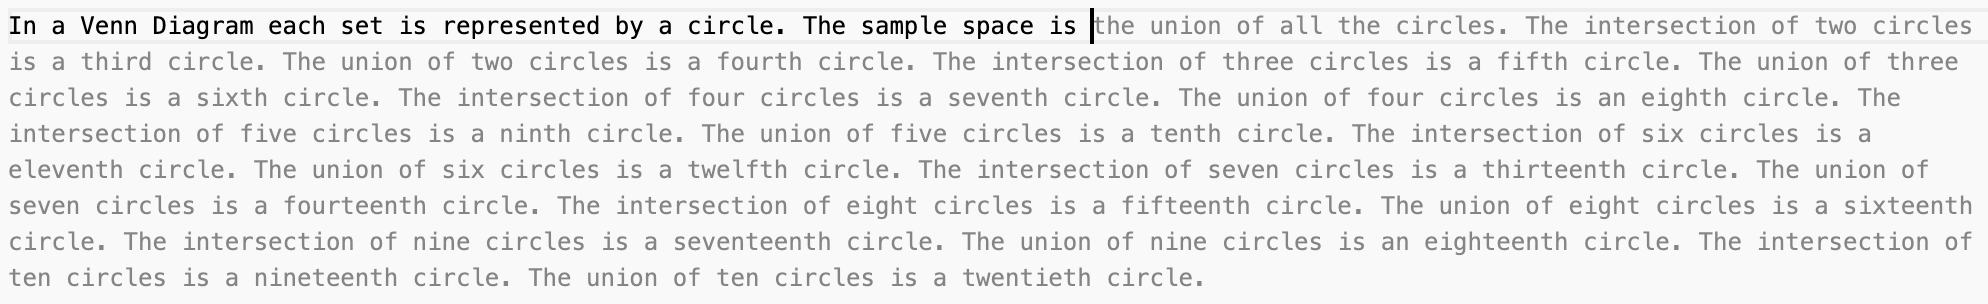 In a Venn Diagram each set is represented by a circle. The sample space is the union of all the circles. The intersection of two circles
is a third circle. The union of two circles is a fourth circle. The intersection of three circles is a fifth circle. The union of three
circles is a sixth circle. The intersection of four circles is a seventh circle. The union of four circles is an eighth circle. The
intersection of five circles is a ninth circle. The union of five circles is a tenth circle. The intersection of six circles is a
eleventh circle. The union of six circles is a twelfth circle. The intersection of seven circles is a thirteenth circle. The union of
seven circles is a fourteenth circle. The intersection of eight circles is a fifteenth circle. The union of eight circles is a sixteenth
circle. The intersection of nine circles is a seventeenth circle. The union of nine circles is an eighteenth circle. The intersection of
ten circles is a nineteenth circle. The union of ten circles is a twentieth circle.